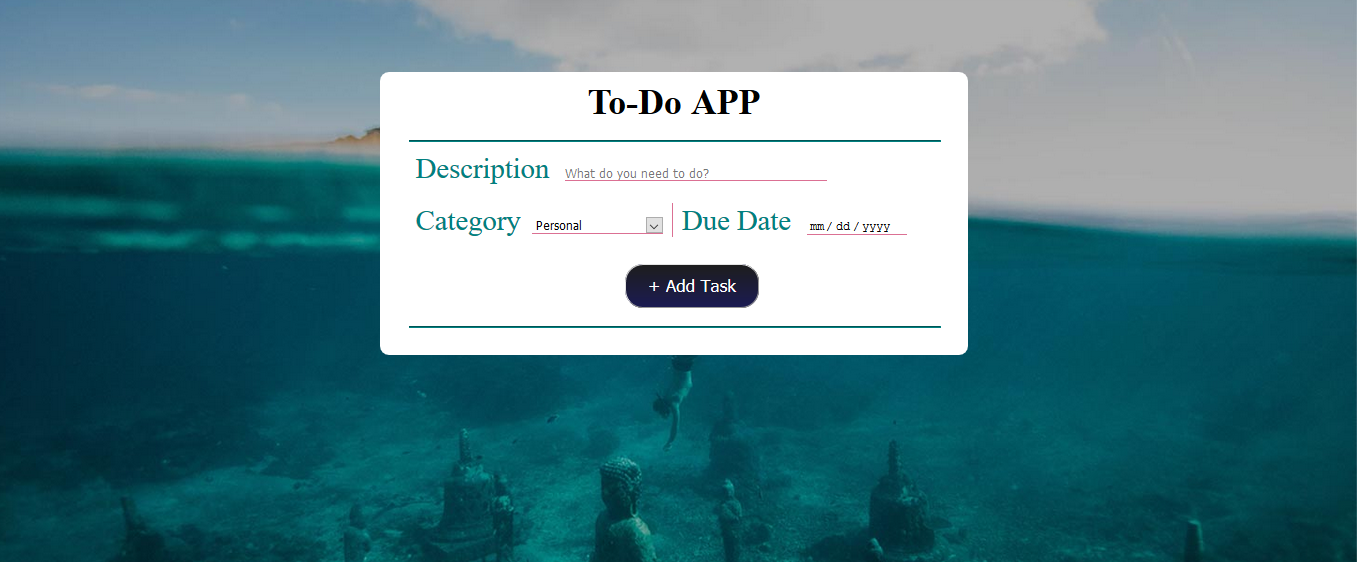 To-Do APP
Description What do you need to do?
Category Personal Due Date mm / dd / yyyy
+ Add Task